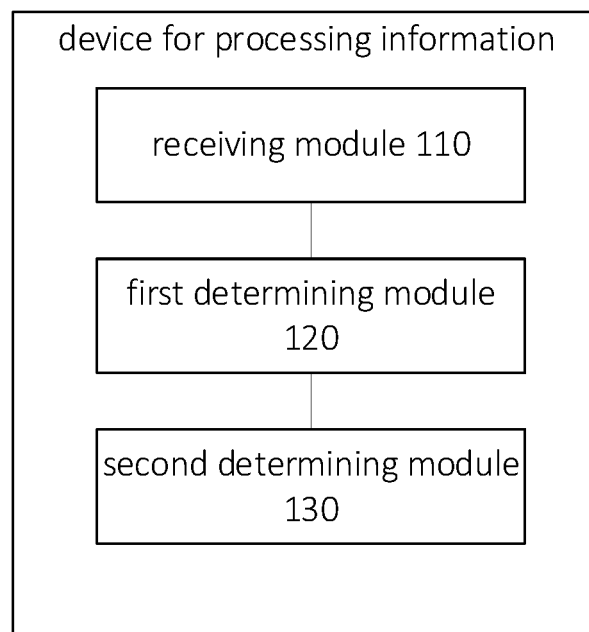 device for processing information
receiving module 110
first determining module
120
second determining module
130